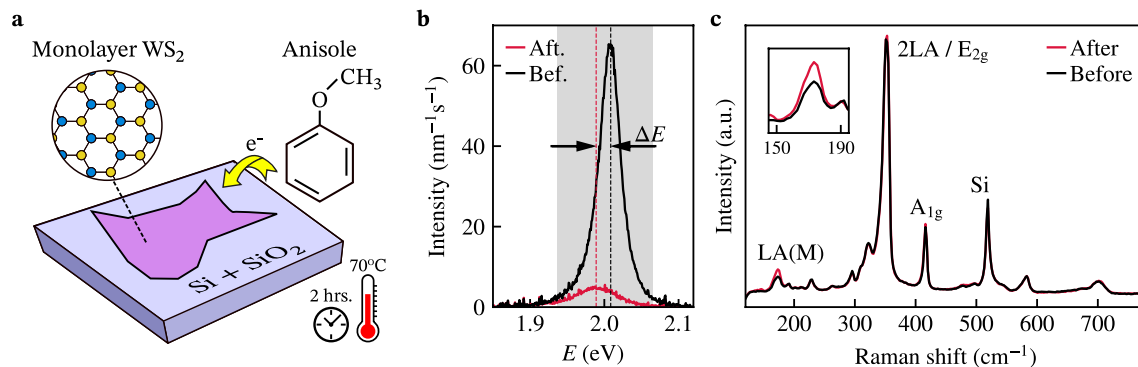 a
Monolayer WS₂
Anisole
CH₃
O
e⁻
Si + SiO₂
2 hrs.
70°C
b
Aft.
Bef.
ΔE
Intensity (nm⁻¹s⁻¹)
60
40
20
0
1.9 2.0 2.1
E (eV)
c
2LA / E₂g
After
Before
150 190
Si
A₁g
LA(M)
Intensity (a.u.)
200 300 400 500 600 700
Raman shift (cm⁻¹)